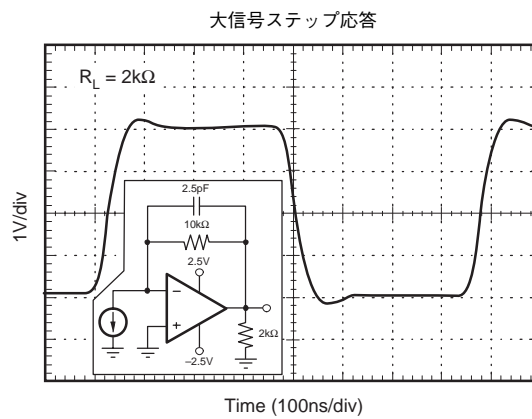 大信号ステップ応答
R_L = 2kΩ
1V/div
2.5pF
10kΩ
2.5V
−
+
2kΩ
–2.5V
Time (100ns/div)